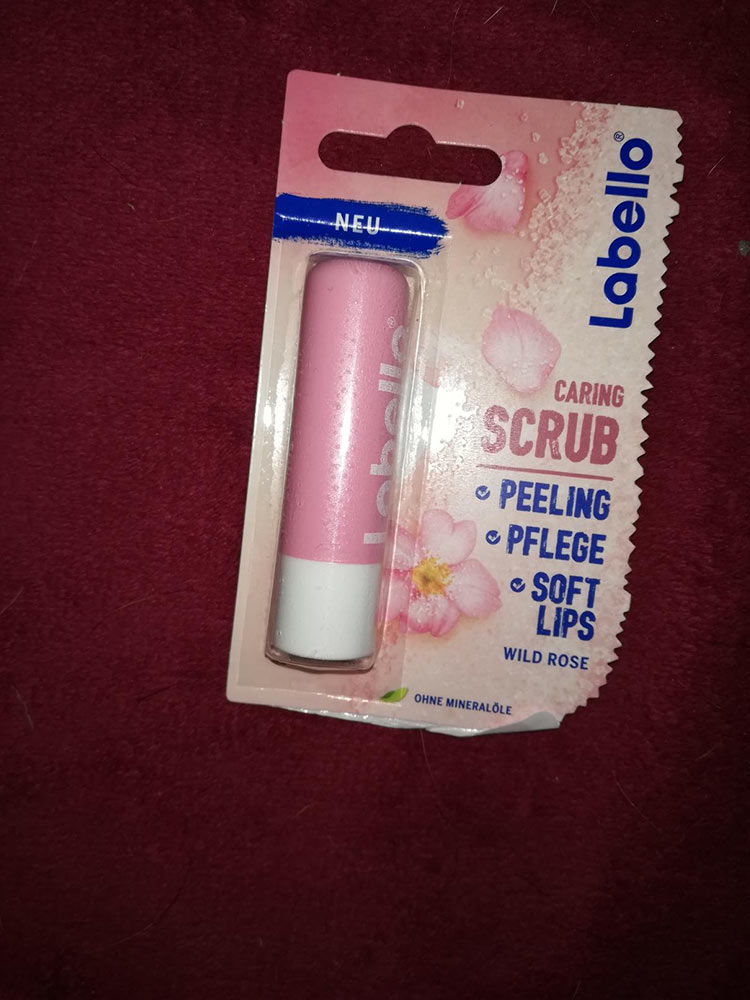 NEU
Labello®
Labello®
CARING
SCRUB
PEELING
PFLEGE
SOFT
LIPS
WILD ROSE
OHNE MINERALÖLE